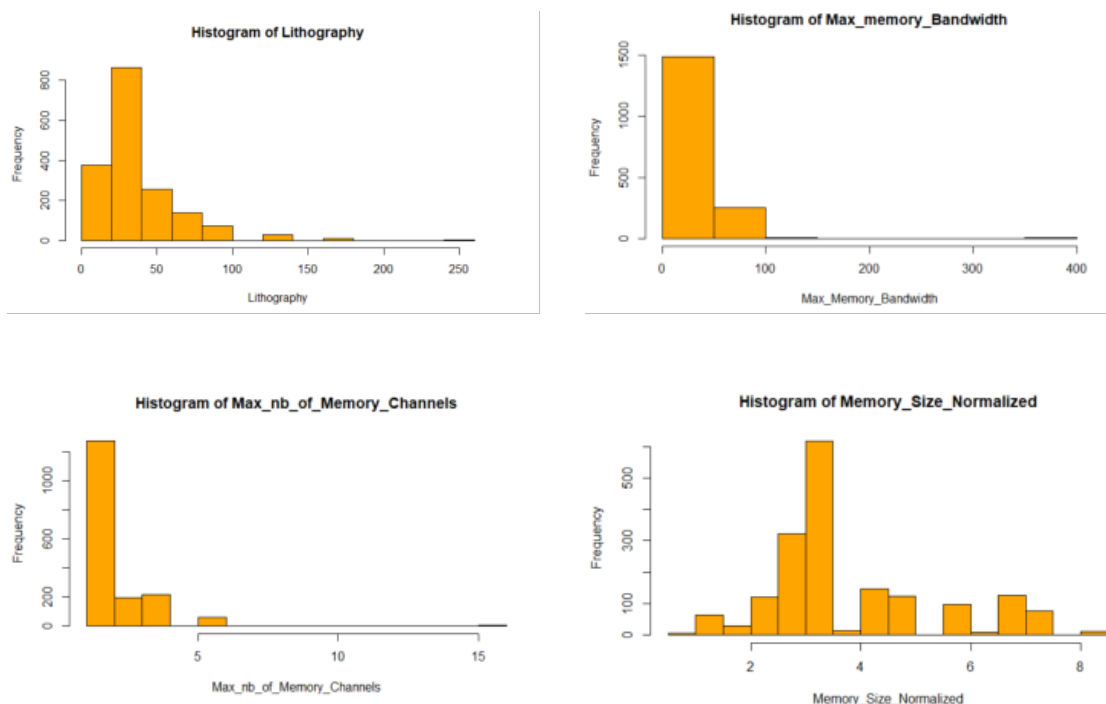 Histogram of Lithography
Frequency
0 200 400 600 800
0 50 100 150 200 250
Lithography
Histogram of Max_memory_Bandwidth
Frequency
0 500 1000 1500
0 100 200 300 400
Max_Memory_Bandwidth
Histogram of Max_nb_of_Memory_Channels
Frequency
0 200 600 1000
5 10 15
Max_nb_of_Memory_Channels
Histogram of Memory_Size_Normalized
Frequency
0 100 300 500
2 4 6 8
Memory_Size_Normalized